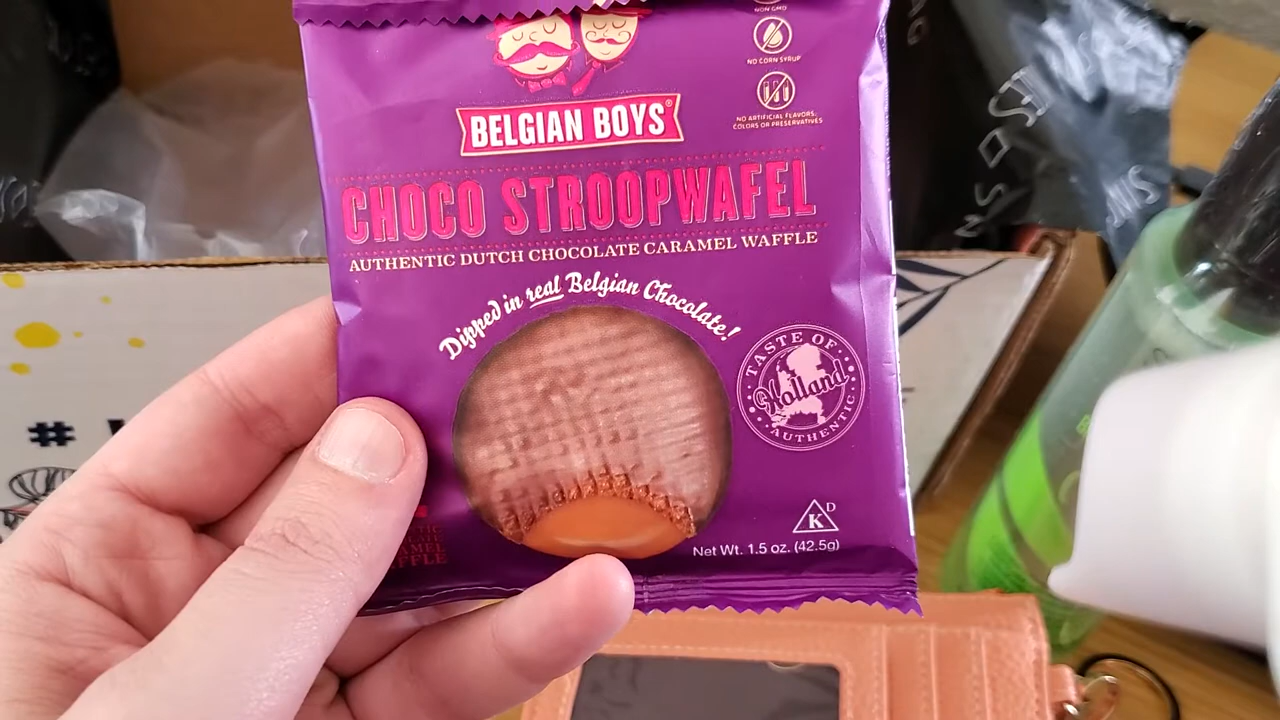 NON GMO
NO CORN SYRUP
NO ARTIFICIAL FLAVORS,
COLORS OR PRESERVATIVES
BELGIAN BOYS®
CHOCO STROOPWAFEL
AUTHENTIC DUTCH CHOCOLATE CARAMEL WAFFLE
Dipped in real Belgian Chocolate!
TASTE OF
Holland
AUTHENTIC
K D
Net Wt. 1.5 oz. (42.5g)
#